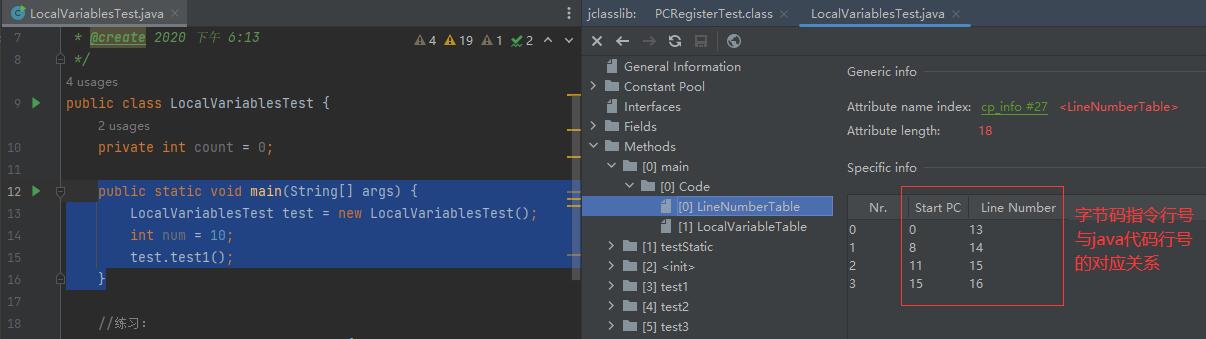 LocalVariablesTest.java
7 * @create 2020 下午 6:13
8 */
4 usages
9 public class LocalVariablesTest {
2 usages
10 private int count = 0;
11
12 public static void main(String[] args) {
13 LocalVariablesTest test = new LocalVariablesTest();
14 int num = 10;
15 test.test1();
16 }
17
18 //练习:
4 19 1 2
jclasslib: PCRegisterTest.class LocalVariablesTest.java
General Information
Constant Pool
Interfaces
Fields
Methods
[0] main
[0] Code
[0] LineNumberTable
[1] LocalVariableTable
[1] testStatic
[2] <init>
[3] test1
[4] test2
[5] test3
Generic info
Attribute name index: cp_info #27 <LineNumberTable>
Attribute length: 18
Specific info
Nr. Start PC Line Number
0 0 13
1 8 14
2 11 15
3 15 16
字节码指令行号
与java代码行号
的对应关系